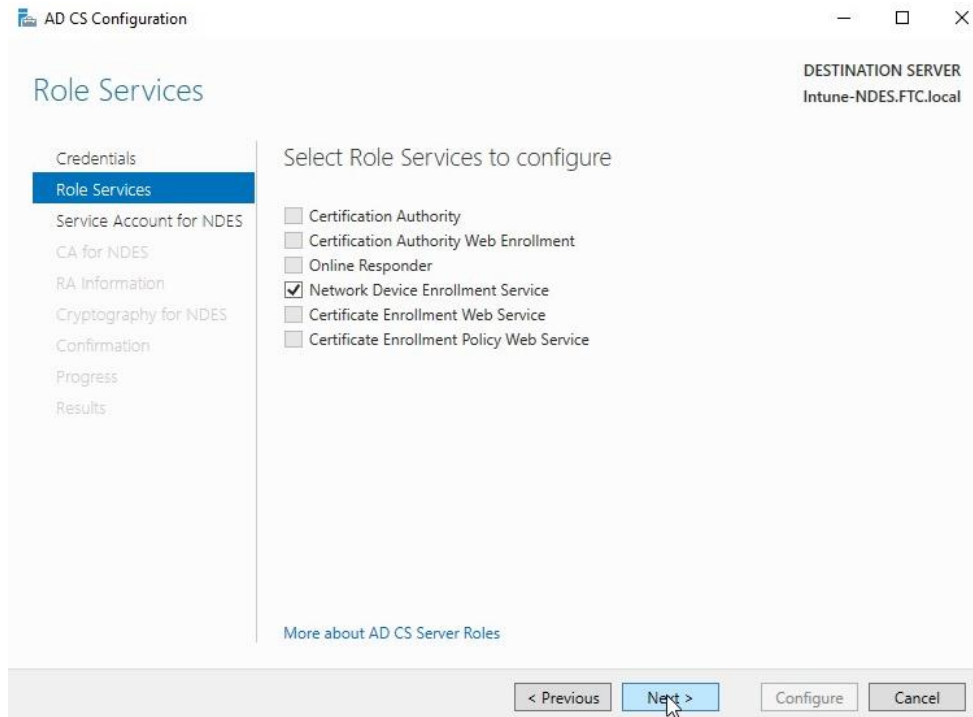 AD CS Configuration
Role Services
DESTINATION SERVER
Intune-NDES.FTC.local
Credentials
Role Services
Service Account for NDES
CA for NDES
RA Information
Cryptography for NDES
Confirmation
Progress
Results
Select Role Services to configure
Certification Authority
Certification Authority Web Enrollment
Online Responder
Network Device Enrollment Service
Certificate Enrollment Web Service
Certificate Enrollment Policy Web Service
More about AD CS Server Roles
< Previous
Next >
Configure
Cancel